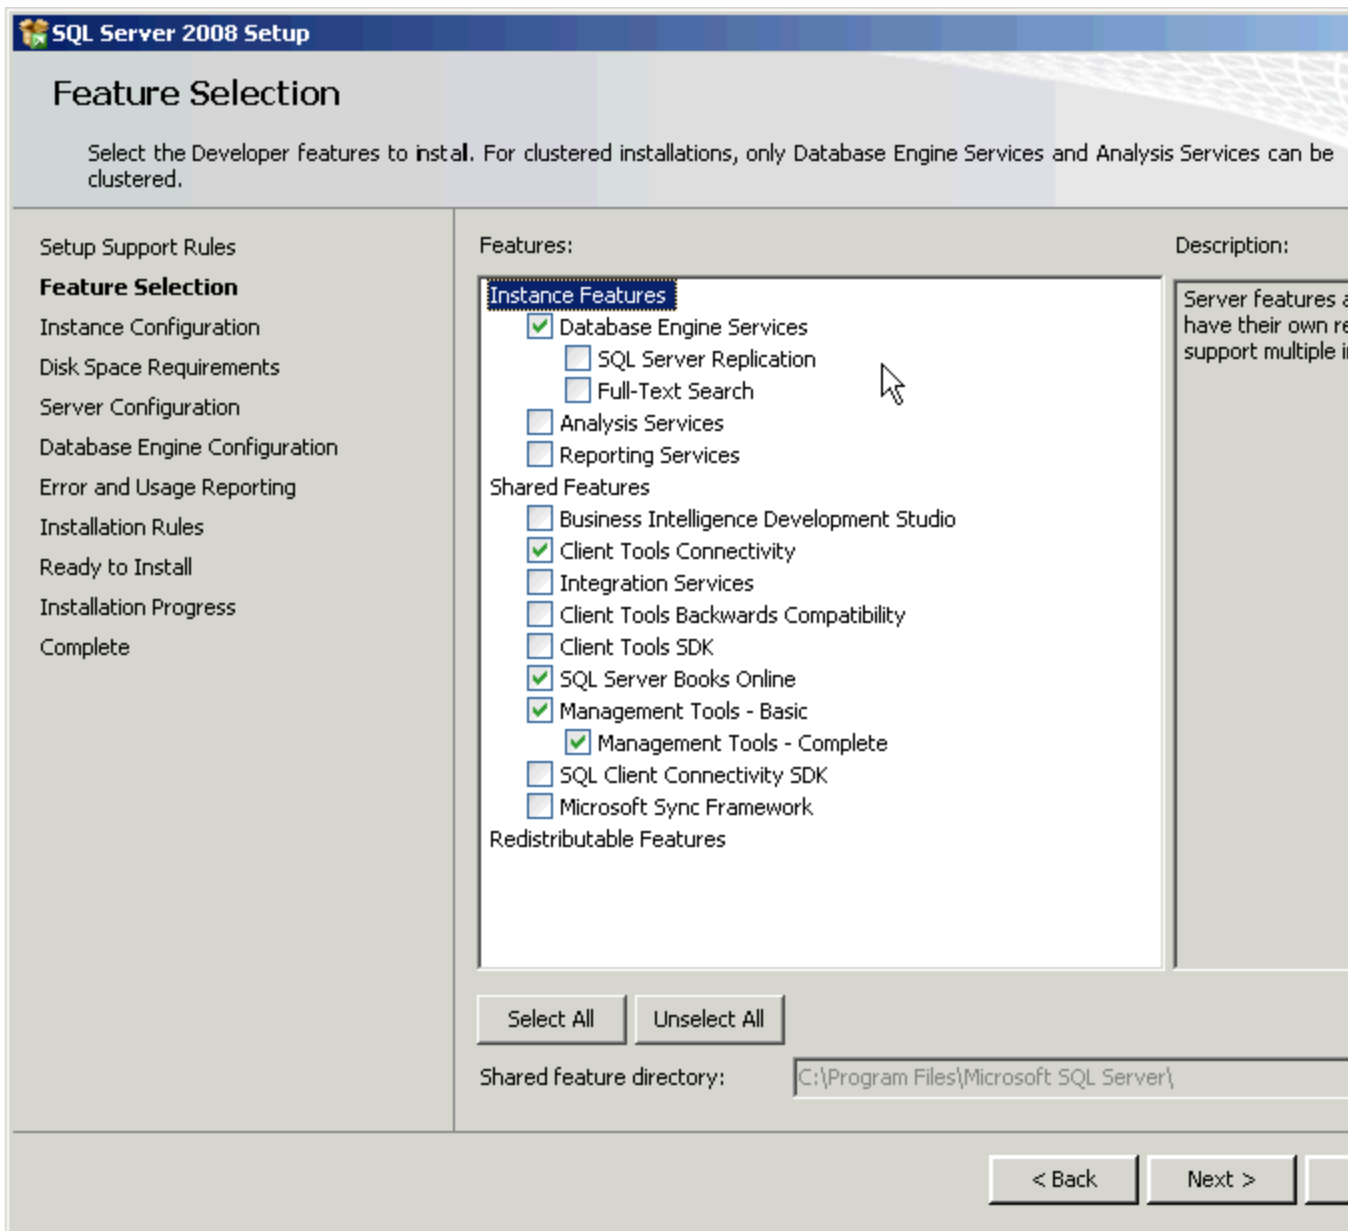 SQL Server 2008 Setup
Feature Selection
Select the Developer features to instal. For clustered installations, only Database Engine Services and Analysis Services can be
clustered.
Setup Support Rules
Feature Selection
Instance Configuration
Disk Space Requirements
Server Configuration
Database Engine Configuration
Error and Usage Reporting
Installation Rules
Ready to Install
Installation Progress
Complete
Features:
Instance Features
Database Engine Services
SQL Server Replication
Full-Text Search
Analysis Services
Reporting Services
Shared Features
Business Intelligence Development Studio
Client Tools Connectivity
Integration Services
Client Tools Backwards Compatibility
Client Tools SDK
SQL Server Books Online
Management Tools - Basic
Management Tools - Complete
SQL Client Connectivity SDK
Microsoft Sync Framework
Redistributable Features
Description:
Server features
have their own
support multiple
Select All
Unselect All
Shared feature directory:
C:\Program Files\Microsoft SQL Server\
< Back
Next >